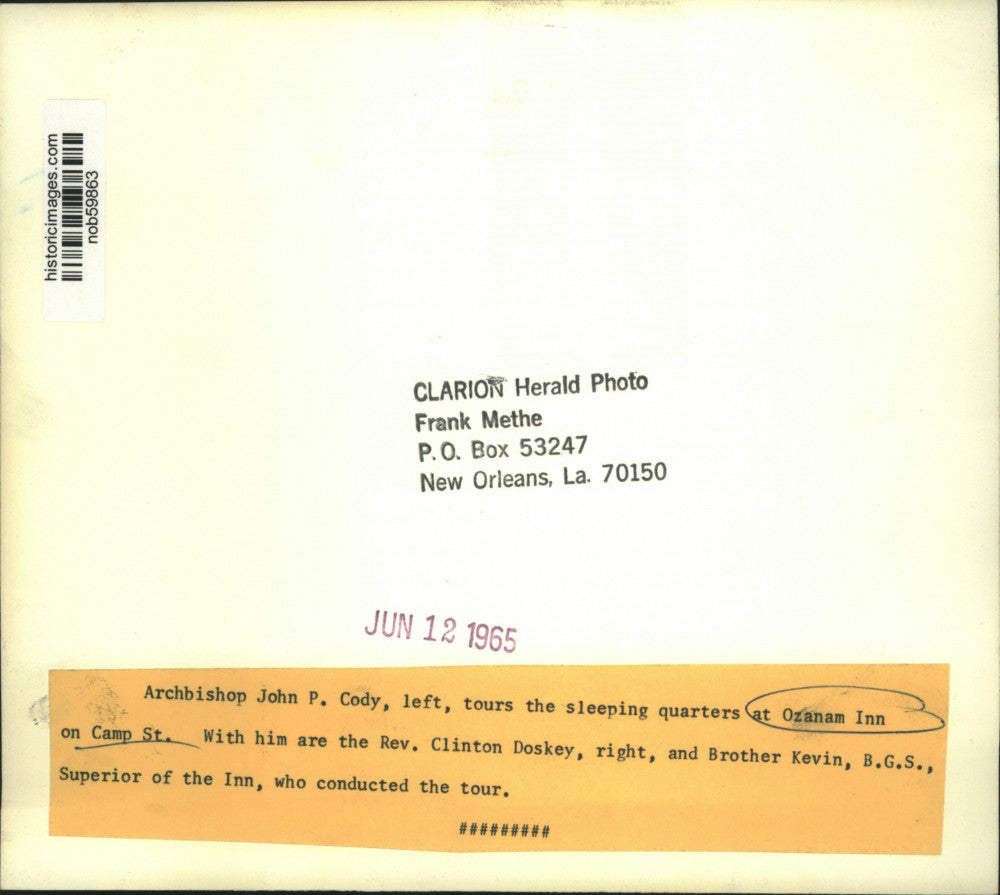 historicimages.com
nob59863
CLARION Herald Photo
Frank Methe
P.O. Box 53247
New Orleans, La. 70150
JUN 12 1965
Archbishop John P. Cody, left, tours the sleeping quarters at Ozanam Inn
on Camp St. With him are the Rev. Clinton Doskey, right, and Brother Kevin, B.G.S.,
Superior of the Inn, who conducted the tour.
#########